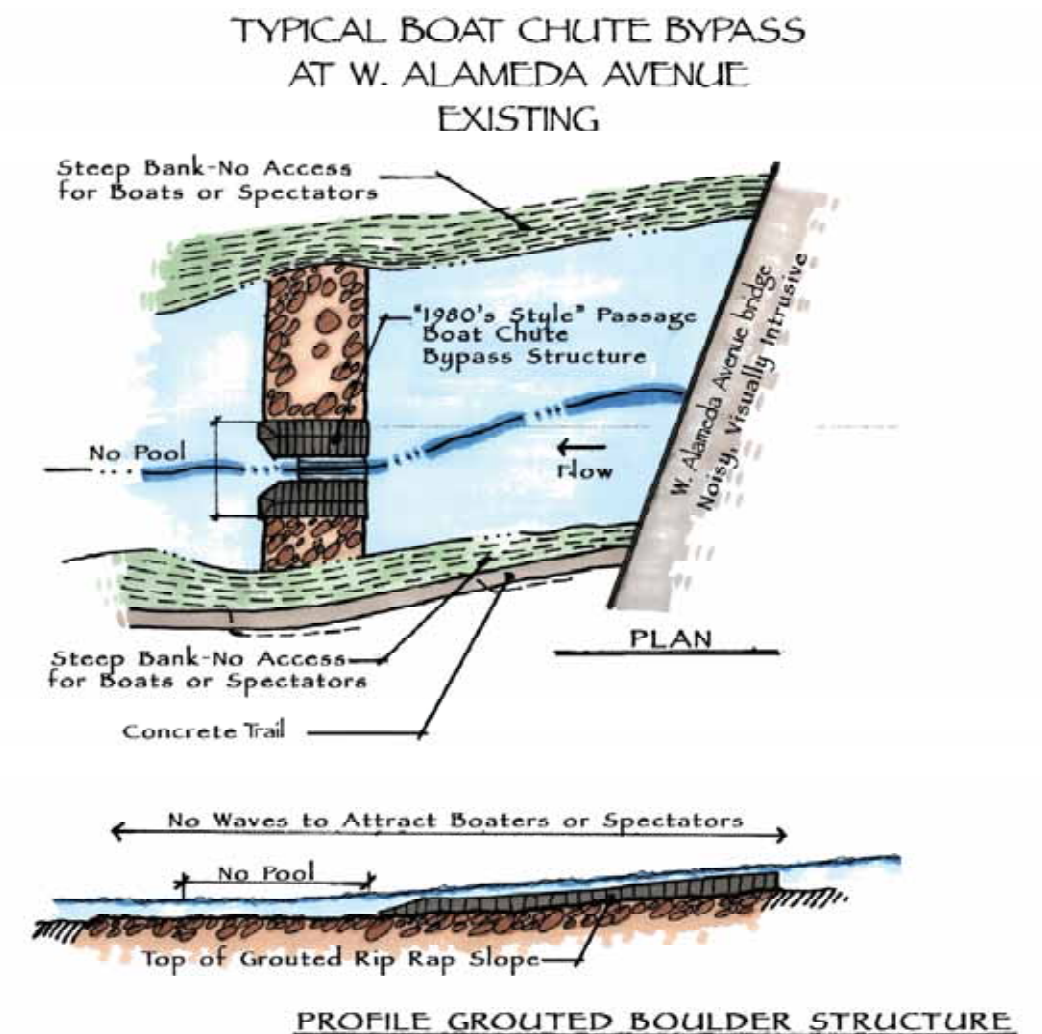 TYPICAL BOAT CHUTE BYPASS
AT W. ALAMEDA AVENUE
EXISTING
Steep Bank-No Access
for Boats or Spectators
"1980's Style" Passage
Boat Chute
Bypass Structure
No Pool
Flow
W. Alameda Avenue bridge
Noisy, Visually Intrusive
PLAN
Steep Bank-No Access
for Boats or Spectators
Concrete Trail
No Waves to Attract Boaters or Spectators
No Pool
Top of Grouted Rip Rap Slope
PROFILE GROUTED BOULDER STRUCTURE